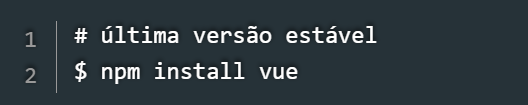 1 # última versão estável
2 $ npm install vue